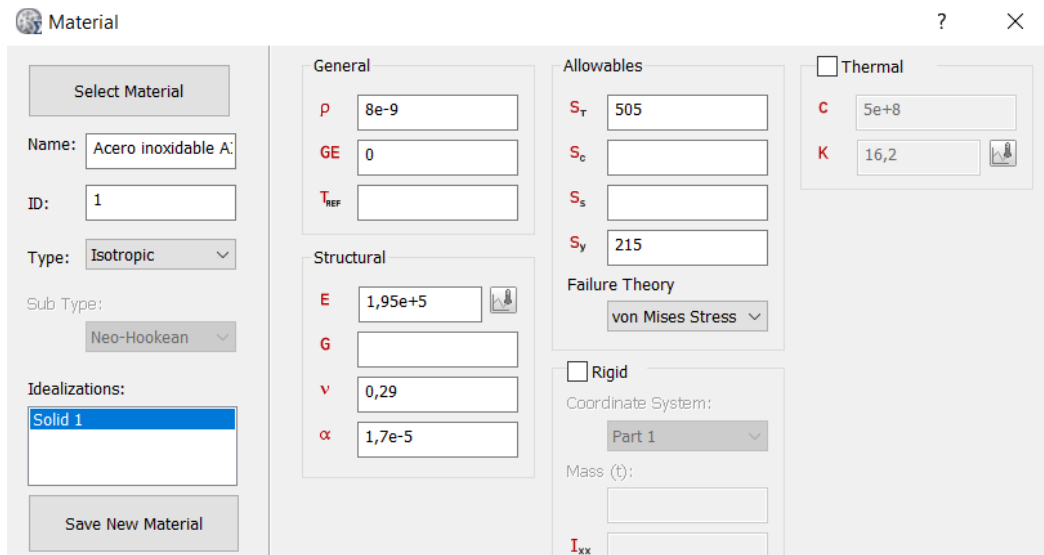 Material
? ×
Select Material
Name: Acero inoxidable A
ID: 1
Type: Isotropic
Sub Type:
Neo-Hookean
Idealizations:
Solid 1
Save New Material
General
ρ 8e-9
GE 0
TREF
Structural
E 1,95e+5
G
ν 0,29
α 1,7e-5
Allowables
ST 505
Sc
Ss
Sy 215
Failure Theory
von Mises Stress
Rigid
Coordinate System:
Part 1
Mass (t):
Ixx
Thermal
C 5e+8
K 16,2